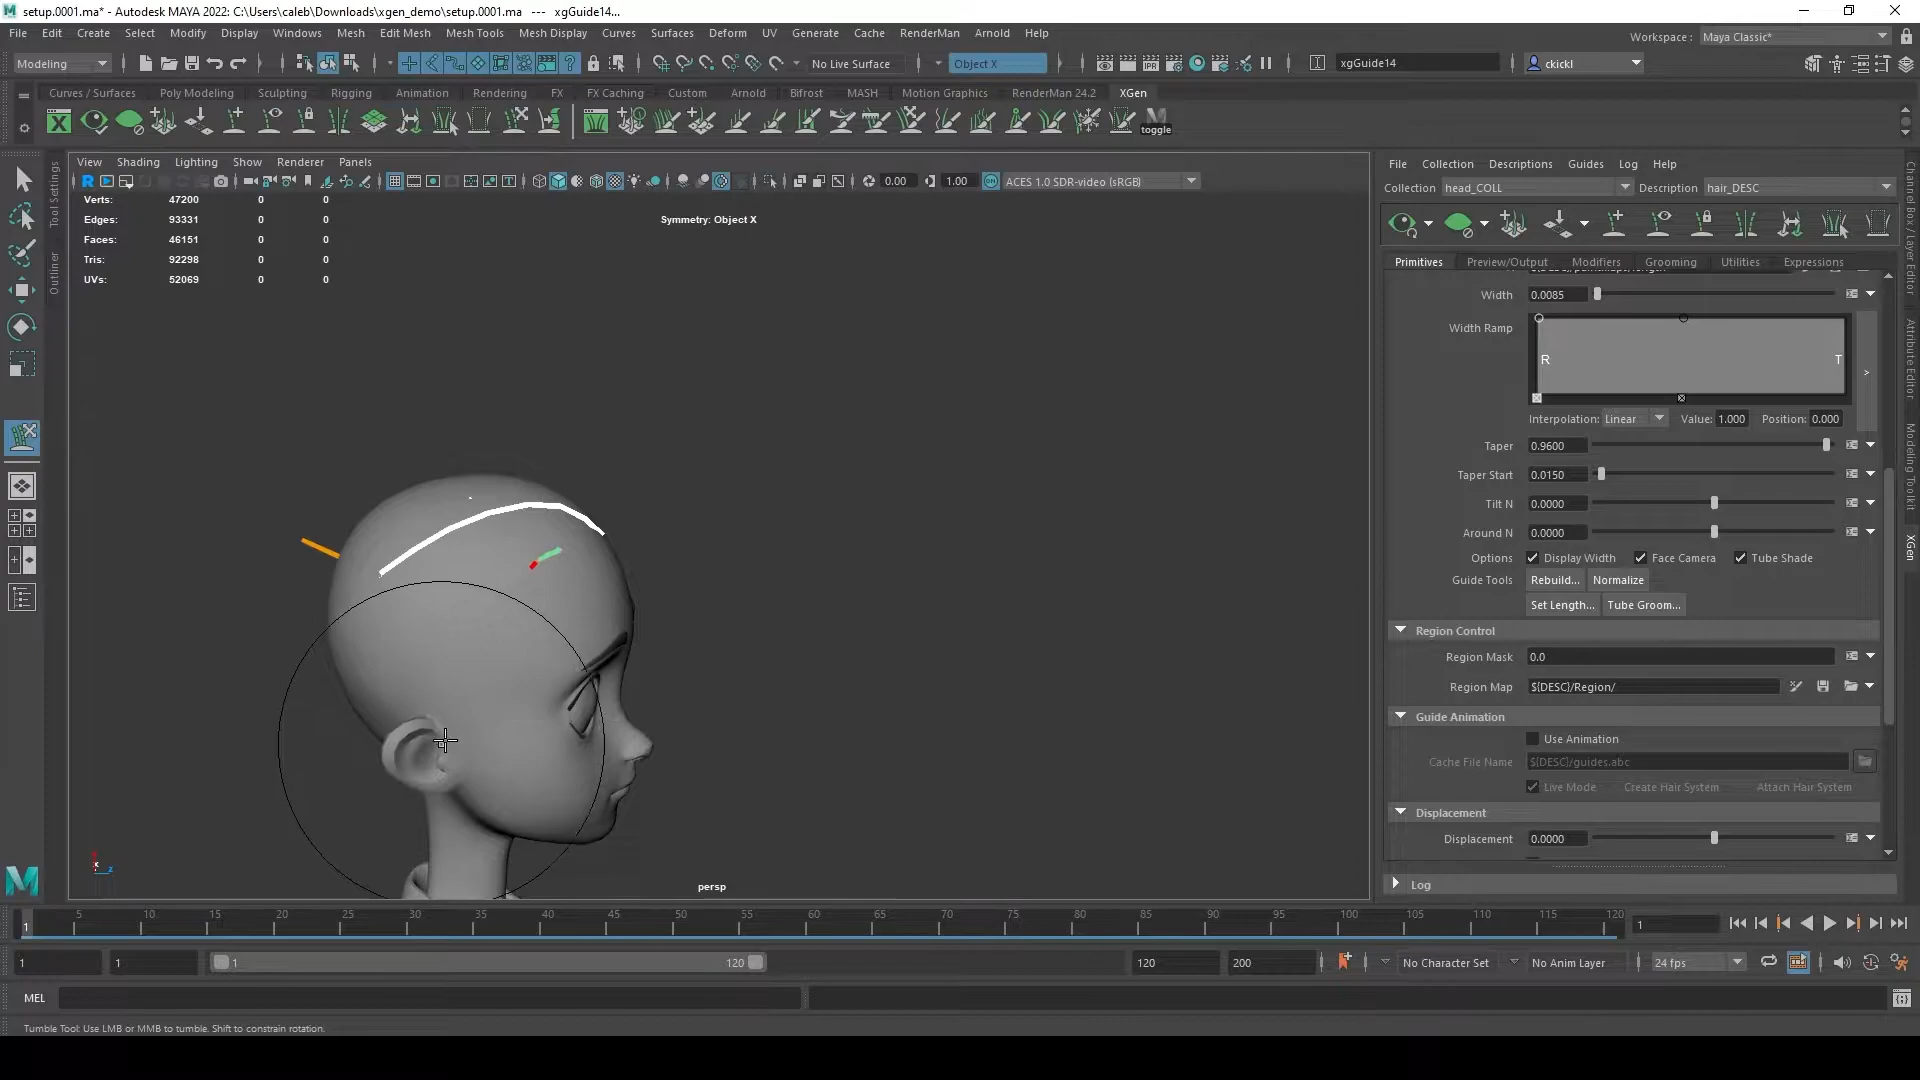 setup.0001.ma* - Autodesk MAYA 2022: C:\Users\caleb\Downloads\xgen_demo\setup.0001.ma --- xgGuide14...
File Edit Create Select Modify Display Windows Mesh Edit Mesh Mesh Tools Mesh Display Curves Surfaces Deform UV Generate Cache RenderMan Arnold Help
Workspace : Maya Classic*
Modeling No Live Surface Object X xgGuide14 ckickl
Curves / Surfaces Poly Modeling Sculpting Rigging Animation Rendering FX FX Caching Custom Arnold Bifrost MASH Motion Graphics RenderMan 24.2 XGen
toggle
View Shading Lighting Show Renderer Panels
0.00 1.00 ACES 1.0 SDR-video (sRGB)
Verts: 47200 0 0
Edges: 93331 0 0
Faces: 46151 0 0
Tris: 92298 0 0
UVs: 52069 0 0
Symmetry: Object X
persp
Tool Settings
Outliner
File Collection Descriptions Guides Log Help
Collection head_COLL Description hair_DESC
Primitives Preview/Output Modifiers Grooming Utilities Expressions
Width 0.0085
Width Ramp
R T
Interpolation: Linear Value: 1.000 Position: 0.000
Taper 0.9600
Taper Start 0.0150
Tilt N 0.0000
Around N 0.0000
Options Display Width Face Camera Tube Shade
Guide Tools Rebuild... Normalize
Set Length... Tube Groom...
Region Control
Region Mask 0.0
Region Map ${DESC}/Region/
Guide Animation
Use Animation
Cache File Name ${DESC}/guides.abc
Live Mode Create Hair System Attach Hair System
Displacement
Displacement 0.0000
Log
Channel Box / Layer Editor
Attribute Editor
Modeling Toolkit
XGen
5 10 15 20 25 30 35 40 45 50 55 60 65 70 75 80 85 90 95 100 105 110 115 120
1 1
1 1 1 120 120 200 No Character Set No Anim Layer 24 fps
MEL
Tumble Tool: Use LMB or MMB to tumble. Shift to constrain rotation.